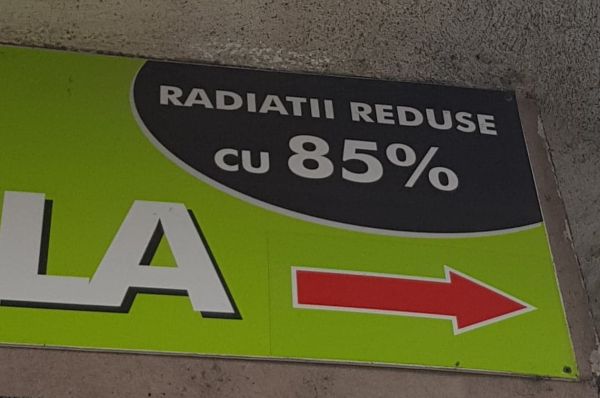 RADIATII REDUSE
CU 85%
LA